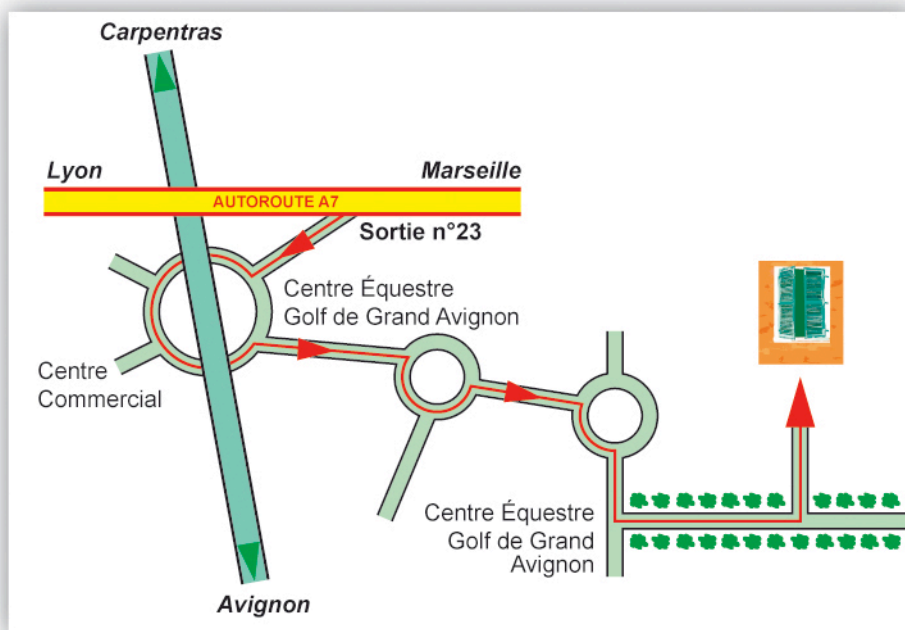 Carpentras
Lyon
Marseille
AUTOROUTE A7
Sortie n°23
Centre Équestre
Golf de Grand Avignon
Centre
Commercial
Centre Équestre
Golf de Grand
Avignon
Avignon